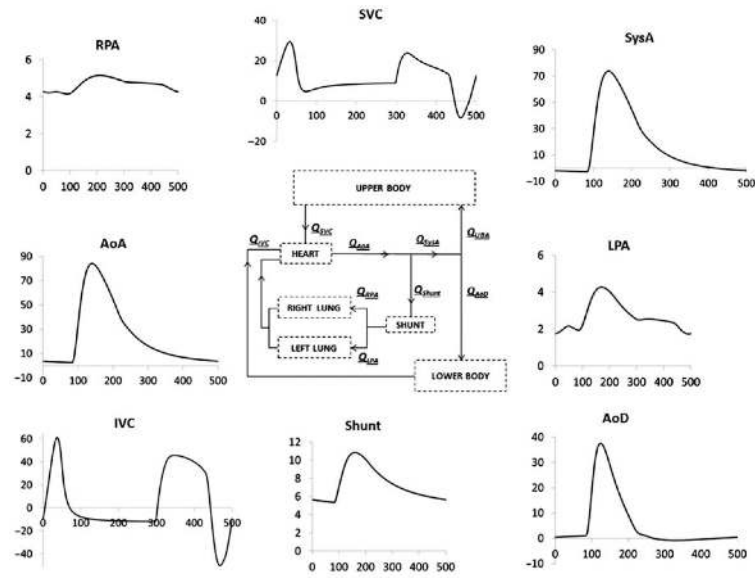 RPA
6
4
2
0
0 100 200 300 400 500
SVC
40
20
0
−20
0 100 200 300 400 500
SysA
90
70
50
30
10
−10
0 100 200 300 400 500
AoA
90
70
50
30
10
−10
0 100 200 300 400 500
UPPER BODY
Q_SVC
Q_IVC
Q_AoA
Q_SysA
Q_UBA
HEART
Q_Shunt
Q_RPA
Q_AoD
RIGHT LUNG
SHUNT
LEFT LUNG
Q_LPA
LOWER BODY
LPA
6
4
2
0
0 100 200 300 400 500
IVC
60
40
20
0
−20
−40
0 100 200 300 400 500
Shunt
12
10
8
6
4
2
0
0 100 200 300 400 500
AoD
40
30
20
10
0
−10
0 100 200 300 400 500